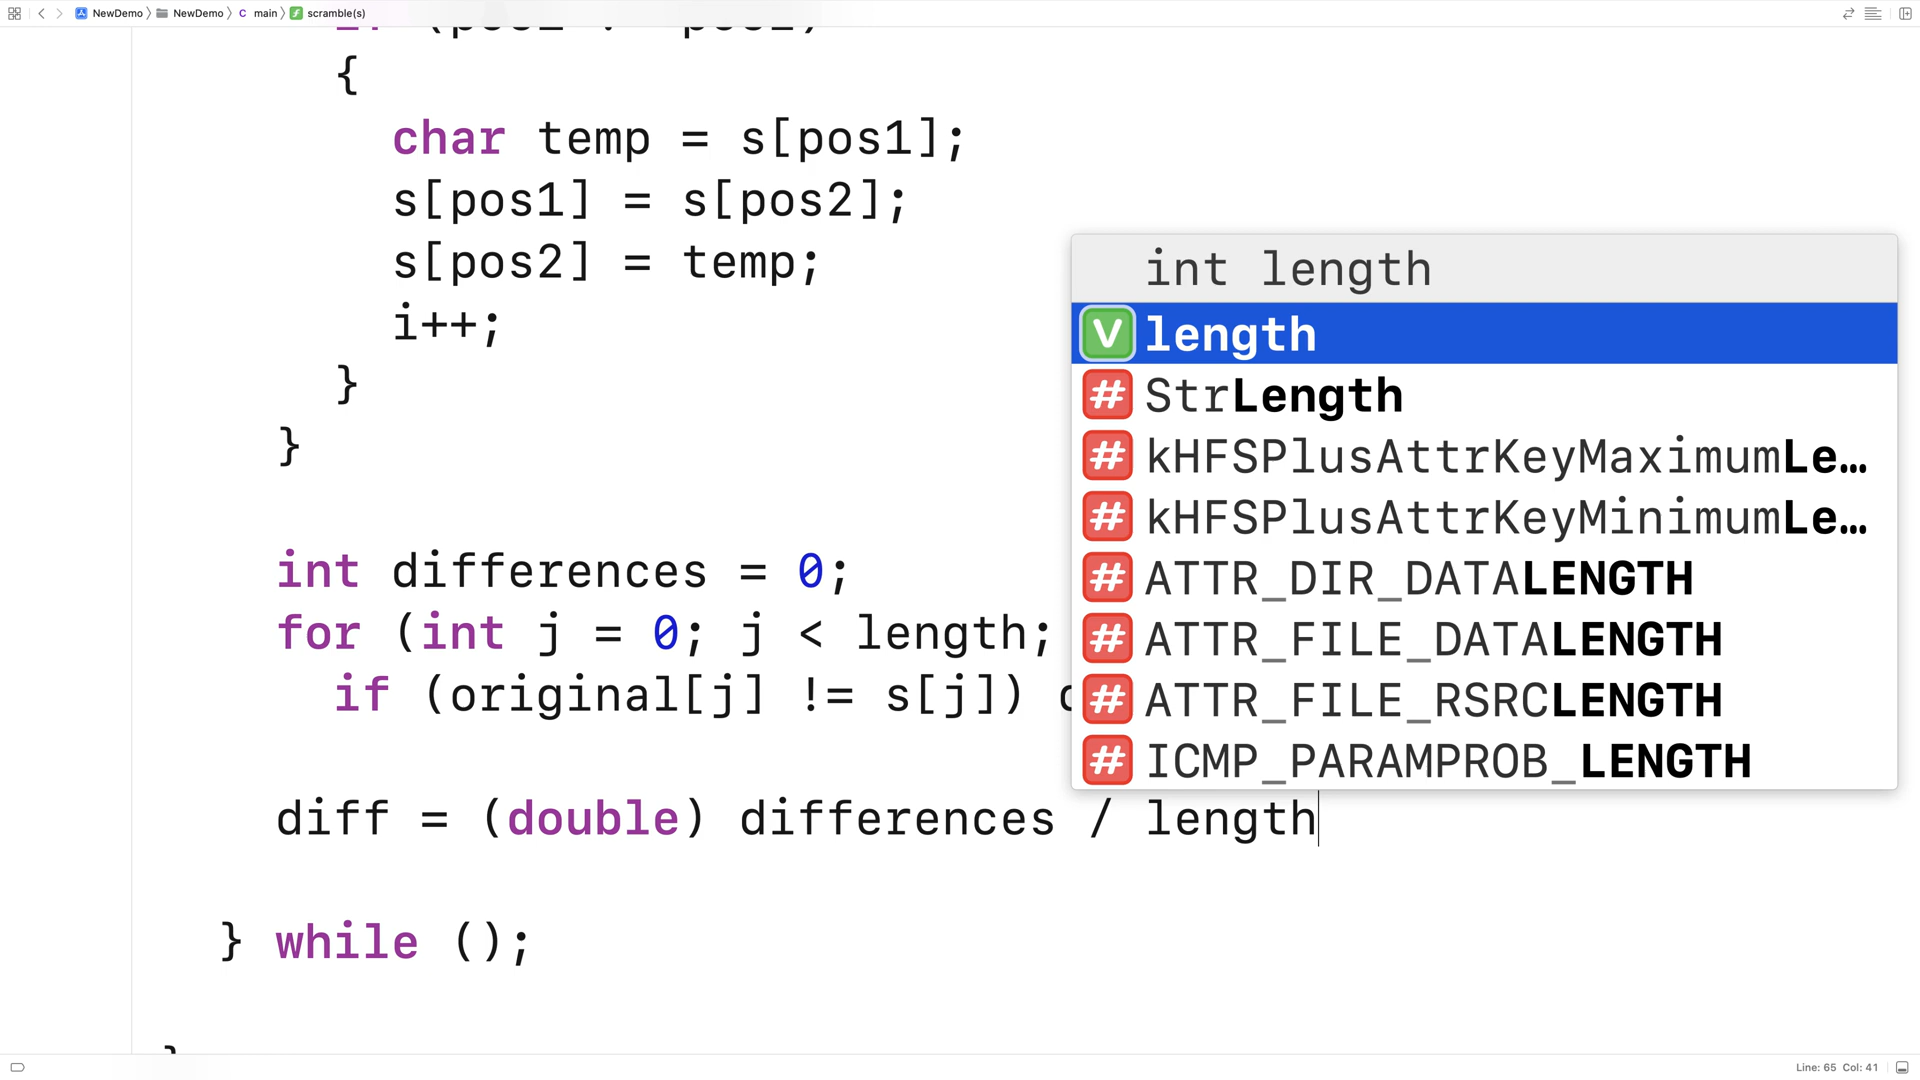 NewDemo NewDemo C main f scramble(s)
{
char temp = s[pos1];
s[pos1] = s[pos2];
s[pos2] = temp;
i++;
}
}
int length
V length
# StrLength
# kHFSPlusAttrKeyMaximumLe…
# kHFSPlusAttrKeyMinimumLe…
# ATTR_DIR_DATALENGTH
# ATTR_FILE_DATALENGTH
# ATTR_FILE_RSRCLENGTH
# ICMP_PARAMPROB_LENGTH
int differences = 0;
for (int j = 0; j < length;
if (original[j] != s[j])
diff = (double) differences / length
} while ();
Line: 65 Col: 41